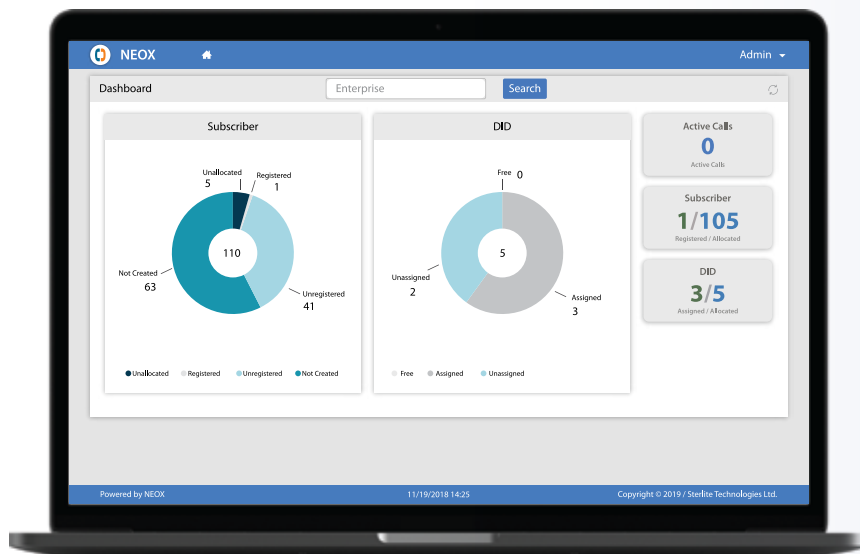 NEOX
Admin
Dashboard
Enterprise
Search
Subscriber
Unallocated
5
Registered
1
110
Not Created
63
Unregistered
41
Unallocated Registered Unregistered Not Created
DID
Free 0
5
Unassigned
2
Assigned
3
Free Assigned Unassigned
Active Calls
0
Active Calls
Subscriber
1/105
Registered / Allocated
DID
3/5
Assigned / Allocated
Powered by NEOX
11/19/2018 14:25
Copyright © 2019 / Sterlite Technologies Ltd.